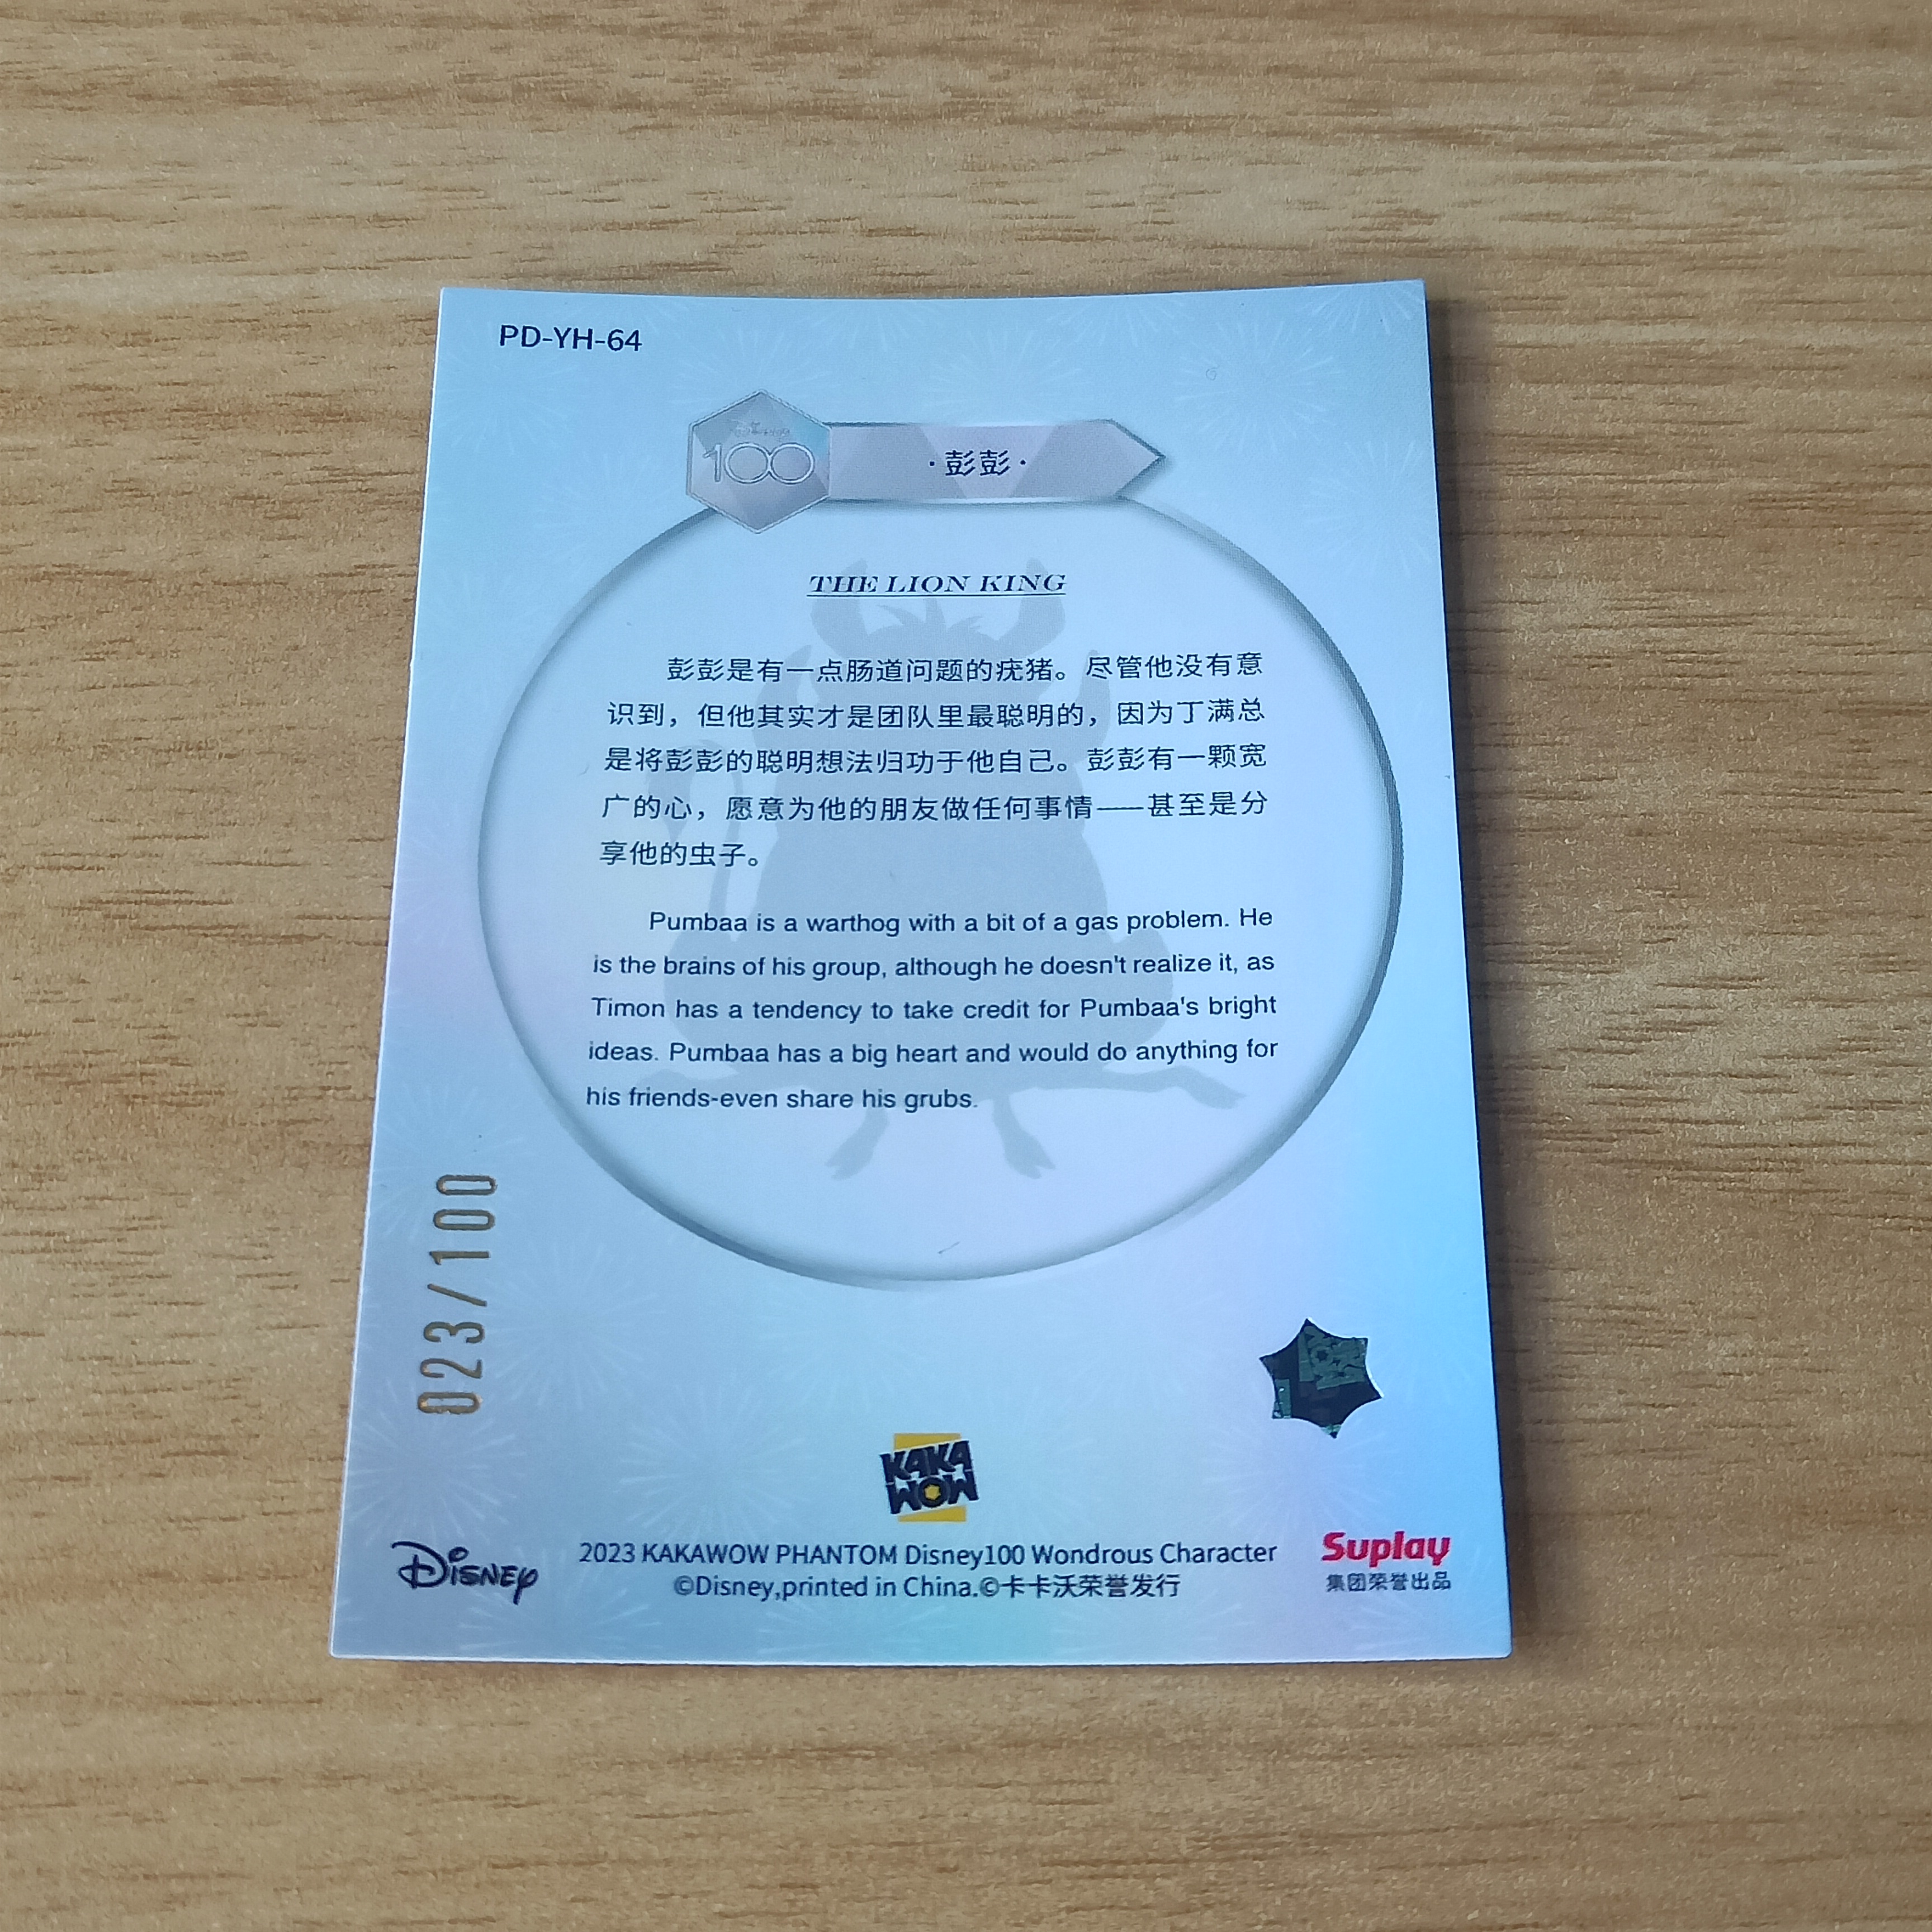 PD-YH-64
100
·彭彭·
THE LION KING
彭彭是有一点肠道问题的疣猪。尽管他没有意
识到，但他其实才是团队里最聪明的，因为丁满总
是将彭彭的聪明想法归功于他自己。彭彭有一颗宽
广的心，愿意为他的朋友做任何事情——甚至是分
享他的虫子。
Pumbaa is a warthog with a bit of a gas problem. He
is the brains of his group, although he doesn't realize it, as
Timon has a tendency to take credit for Pumbaa's bright
ideas. Pumbaa has a big heart and would do anything for
his friends-even share his grubs.
023/100
KAKA
WOW
Disney
2023 KAKAWOW PHANTOM Disney100 Wondrous Character
©Disney,printed in China.©卡卡沃荣誉发行
Suplay
集团荣誉出品